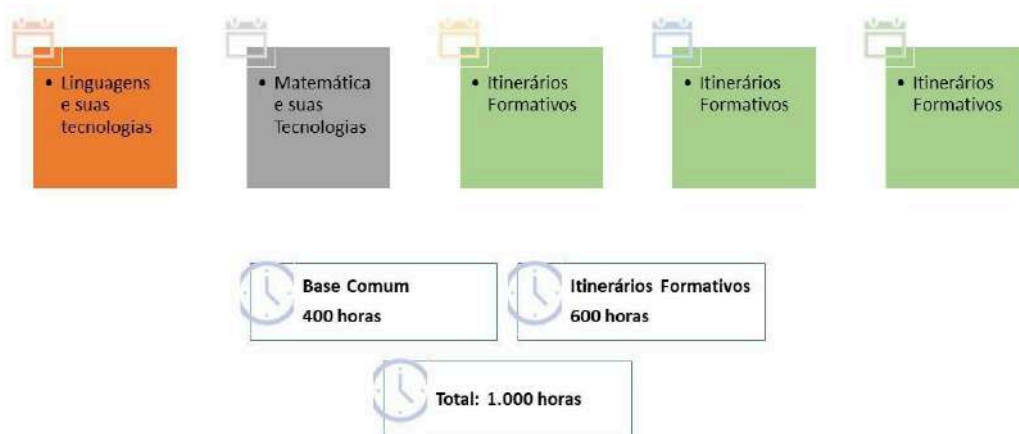 • Linguagens
e suas
tecnologias
• Matemática
e suas
Tecnologias
• Itinerários
Formativos
• Itinerários
Formativos
• Itinerários
Formativos
Base Comum
400 horas
Itinerários Formativos
600 horas
Total: 1.000 horas